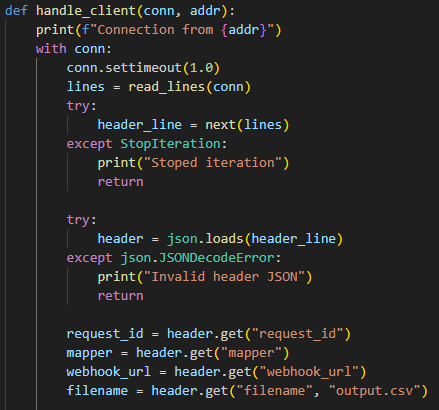 def handle_client(conn, addr):
    print(f"Connection from {addr}")
    with conn:
        conn.settimeout(1.0)
        lines = read_lines(conn)
        try:
            header_line = next(lines)
        except StopIteration:
            print("Stoped iteration")
            return

        try:
            header = json.loads(header_line)
        except json.JSONDecodeError:
            print("Invalid header JSON")
            return

        request_id = header.get("request_id")
        mapper = header.get("mapper")
        webhook_url = header.get("webhook_url")
        filename = header.get("filename", "output.csv")